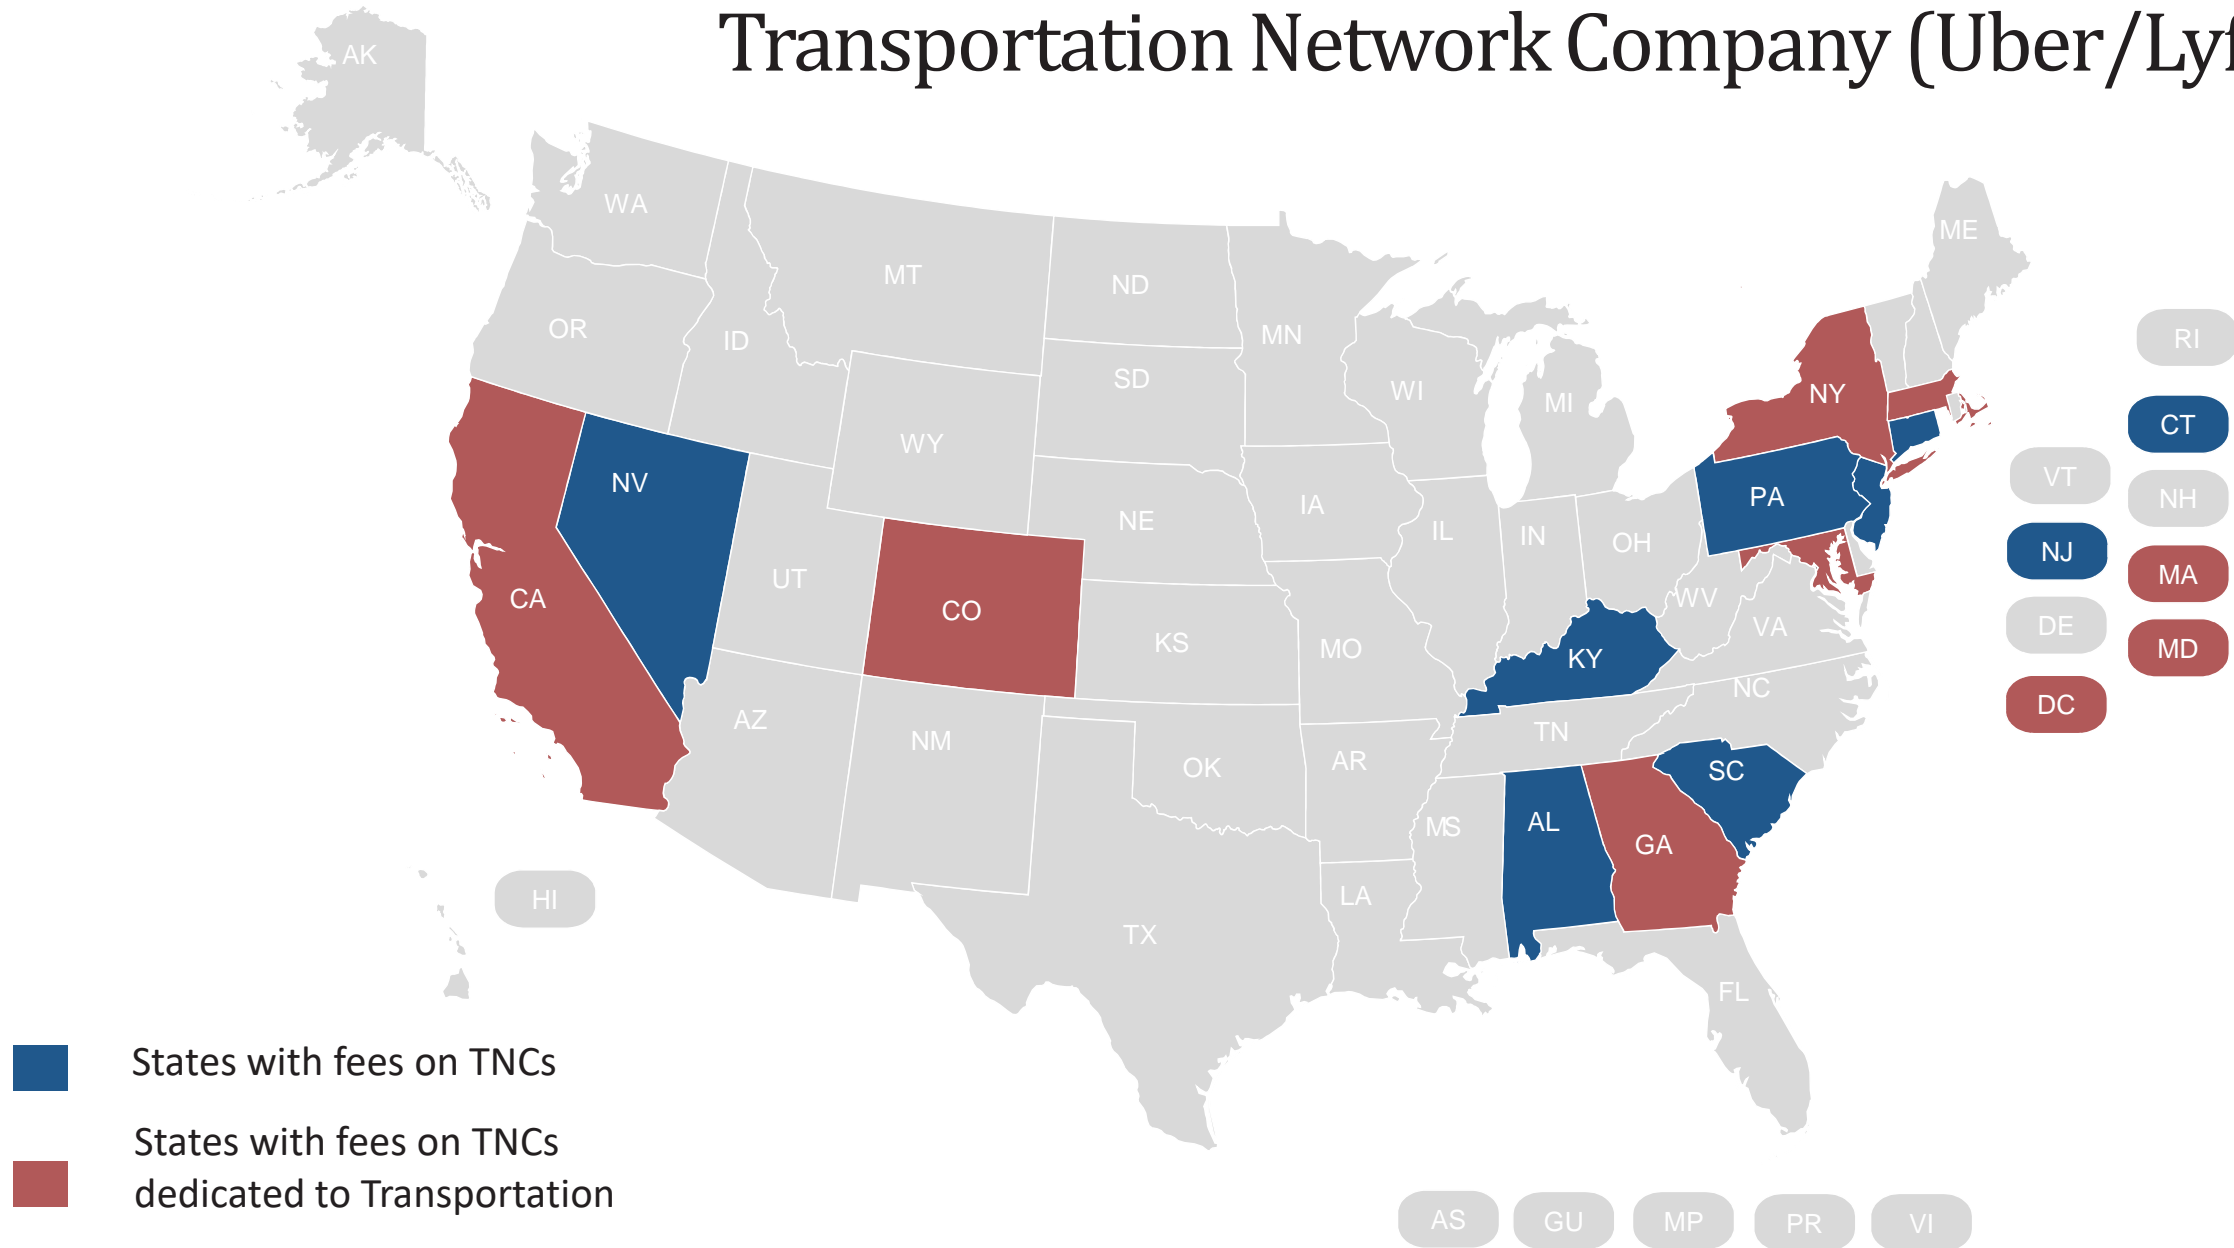 Transportation Network Company (Uber/Lyf
AK
WA
ME
MT
ND
OR
MN
ID
RI
SD
WI
NY
MI
CT
WY
VT
NV
PA
NH
IA
NE
IL
IN
OH
NJ
MA
UT
CA
WV
CO
VA
DE
KS
MO
MD
KY
NC
DC
AZ
TN
NM
AR
OK
SC
AL
MS
GA
HI
LA
TX
FL
States with fees on TNCs
States with fees on TNCs
dedicated to Transportation
AS
GU
MP
PR
VI